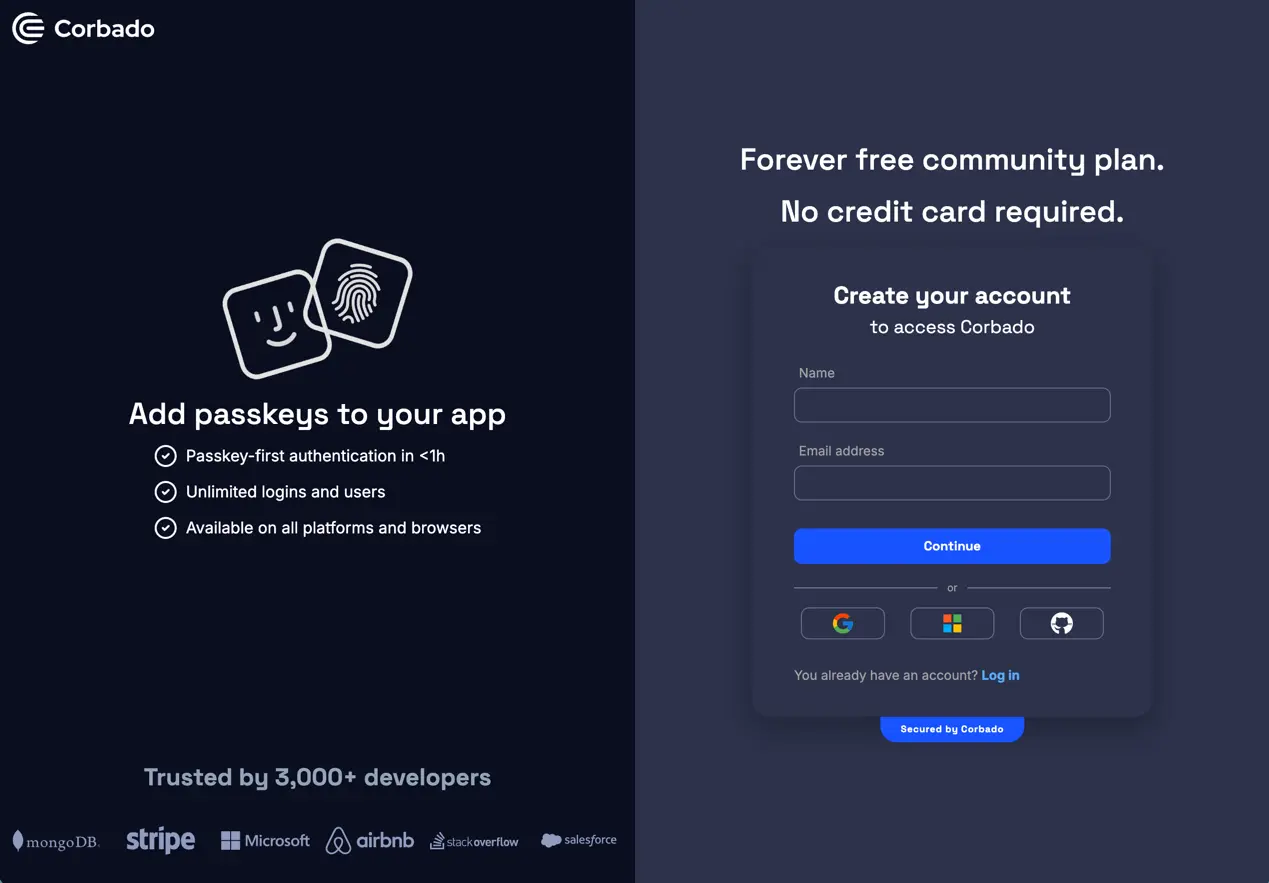 Corbado
Add passkeys to your app
Passkey-first authentication in <1h
Unlimited logins and users
Available on all platforms and browsers
Trusted by 3,000+ developers
mongoDB.
stripe
Microsoft
airbnb
stackoverflow
salesforce
Forever free community plan.
No credit card required.
Create your account
to access Corbado
Name
Email address
Continue
or
You already have an account? Log in
Secured by Corbado